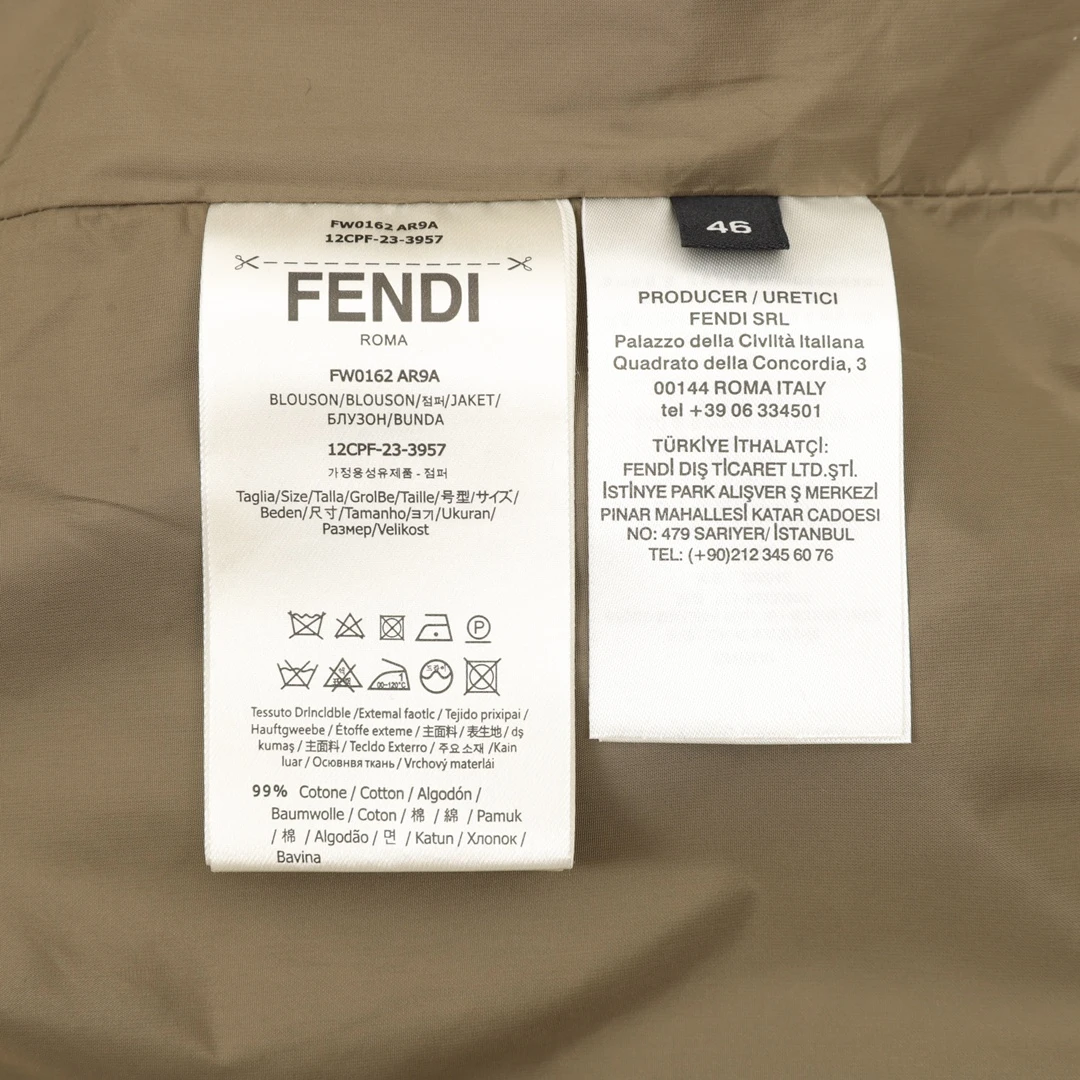 FW0162 AR9A
12CPF-23-3957
FENDI
ROMA
FW0162 AR9A
BLOUSON/BLOUSON/점퍼/JAKET/
БЛУЗОН/BUNDA
12CPF-23-3957
가정용섬유제품 - 점퍼
Taglia/Size/Talla/GrolBe/Taille/号型/サイズ/
Beden/尺寸/Tamanho/ヨ기/Ukuran/
Размер/Velikost
Tessuto Drlncldble /Extemal faotlc / Tejido prixipai /
Hauftgweebe / Étoffe exteme / 主面料 / 表生地 / dş
kumaş / 主面料 / Tecldo Exterro / 주요소재 /Kain
luar / Осювнвя ткань / Vrchový materlái
99% Cotone / Cotton / Algodón /
Baumwolle / Coton / 棉 / 綿 / Pamuk
/ 棉 / Algodão / 면 / Katun / Хлопок /
Bavina
46
PRODUCER / URETICI
FENDI SRL
Palazzo della Clvlltà Italiana
Quadrato della Concordia, 3
00144 ROMA ITALY
tel +39 06 334501
TÜRKİYE İTHALATÇİ:
FENDİ DIŞ TİCARET LTD.ŞTİ.
İSTİNYE PARK ALIŞVER Ş MERKEZİ
PINAR MAHALLESİ KATAR CADOESI
NO: 479 SARIYER/ İSTANBUL
TEL: (+90)212 345 60 76